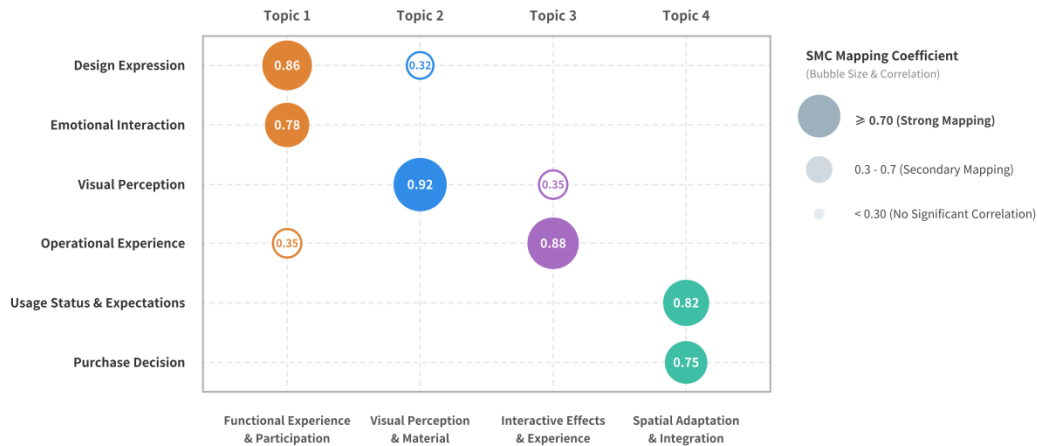 Topic 1 Topic 2 Topic 3 Topic 4
Design Expression 0.86 0.32
Emotional Interaction 0.78
Visual Perception 0.92 0.35
Operational Experience 0.35 0.88
Usage Status & Expectations 0.82
Purchase Decision 0.75
Functional Experience
& Participation
Visual Perception
& Material
Interactive Effects
& Experience
Spatial Adaptation
& Integration
SMC Mapping Coefficient
(Bubble Size & Correlation)
⩾ 0.70 (Strong Mapping)
0.3 - 0.7 (Secondary Mapping)
< 0.30 (No Significant Correlation)